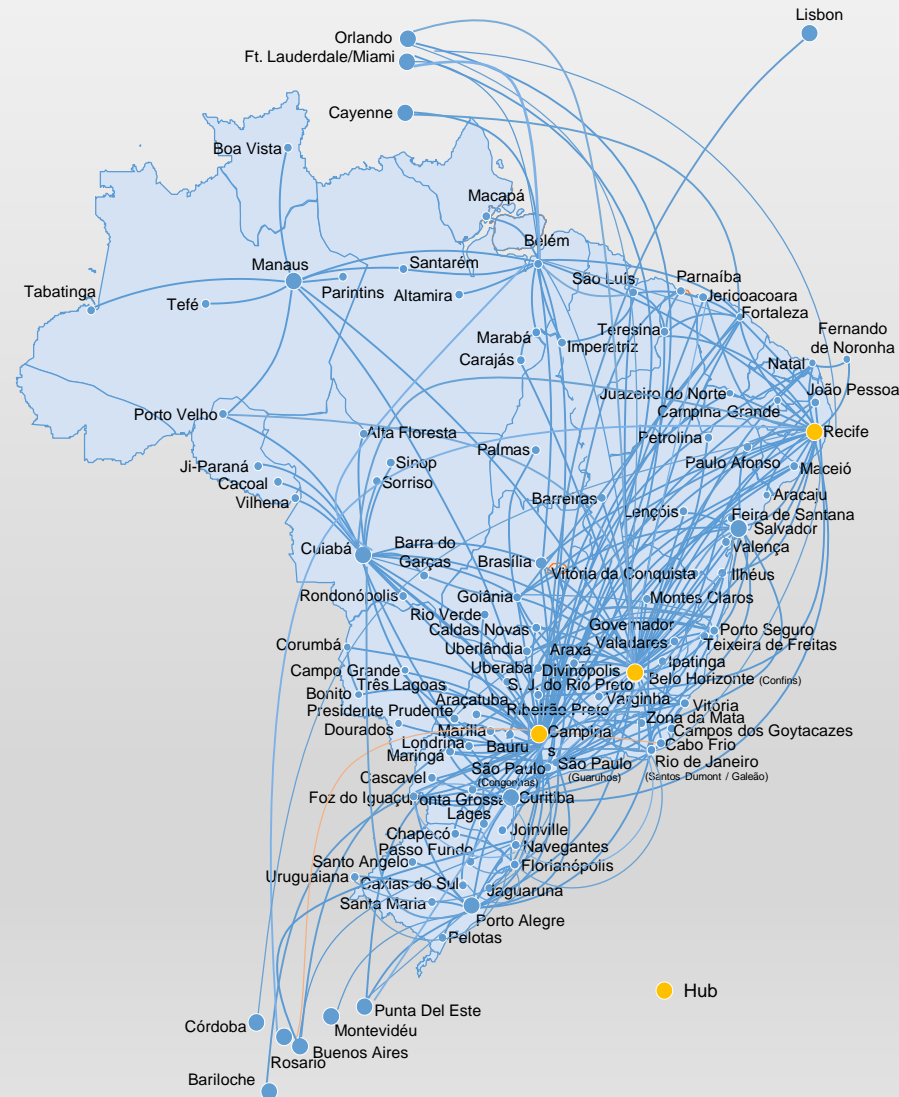 Lisbon
Orlando
Ft. Lauderdale/Miami
Cayenne
Boa Vista
Macapá
Belém
Manaus
Santarém
Tabatinga
Tefé
Parintins
Altamira
São Luís
Parnaíba
Jericoacoara
Fortaleza
Fernando
de Noronha
Marabá
Teresina
Imperatriz
Carajás
Natal
Juazeiro do Norte
João Pessoa
Campina Grande
Porto Velho
Alta Floresta
Recife
Petrolina
Palmas
Paulo Afonso
Maceió
Ji-Paraná
Sinop
Cacoal
Sorriso
Vilhena
Barreiras
Aracaju
Lençóis
Feira de Santana
Salvador
Cuiabá
Barra do
Garças
Valença
Brasília
Vitória da Conquista
Ilhéus
Rondonópolis
Goiânia
Montes Claros
Rio Verde
Caldas Novas
Governador
Valadares
Porto Seguro
Teixeira de Freitas
Corumbá
Uberlândia
Araxá
Ipatinga
Campo Grande
Uberaba
Divinópolis
Belo Horizonte (Confins)
Três Lagoas
S. J. do Rio Preto
Bonito
Araçatuba
Varginha
Vitória
Presidente Prudente
Ribeirão Preto
Zona da Mata
Dourados
Marília
Campina
s
Campos dos Goytacazes
Londrina
Bauru
Cabo Frio
Maringá
São Paulo
(Guaruhos)
Rio de Janeiro
(Santos Dumont / Galeão)
São Paulo
(Congonhas)
Cascavel
Foz do Iguaçu
Ponta Grossa
Curitiba
Lages
Chapecó
Joinville
Passo Fundo
Navegantes
Santo Angelo
Florianópolis
Uruguaiana
Caxias do Sul
Jaguaruna
Santa Maria
Porto Alegre
Pelotas
Hub
Punta Del Este
Córdoba
Montevidéu
Buenos Aires
Rosario
Bariloche